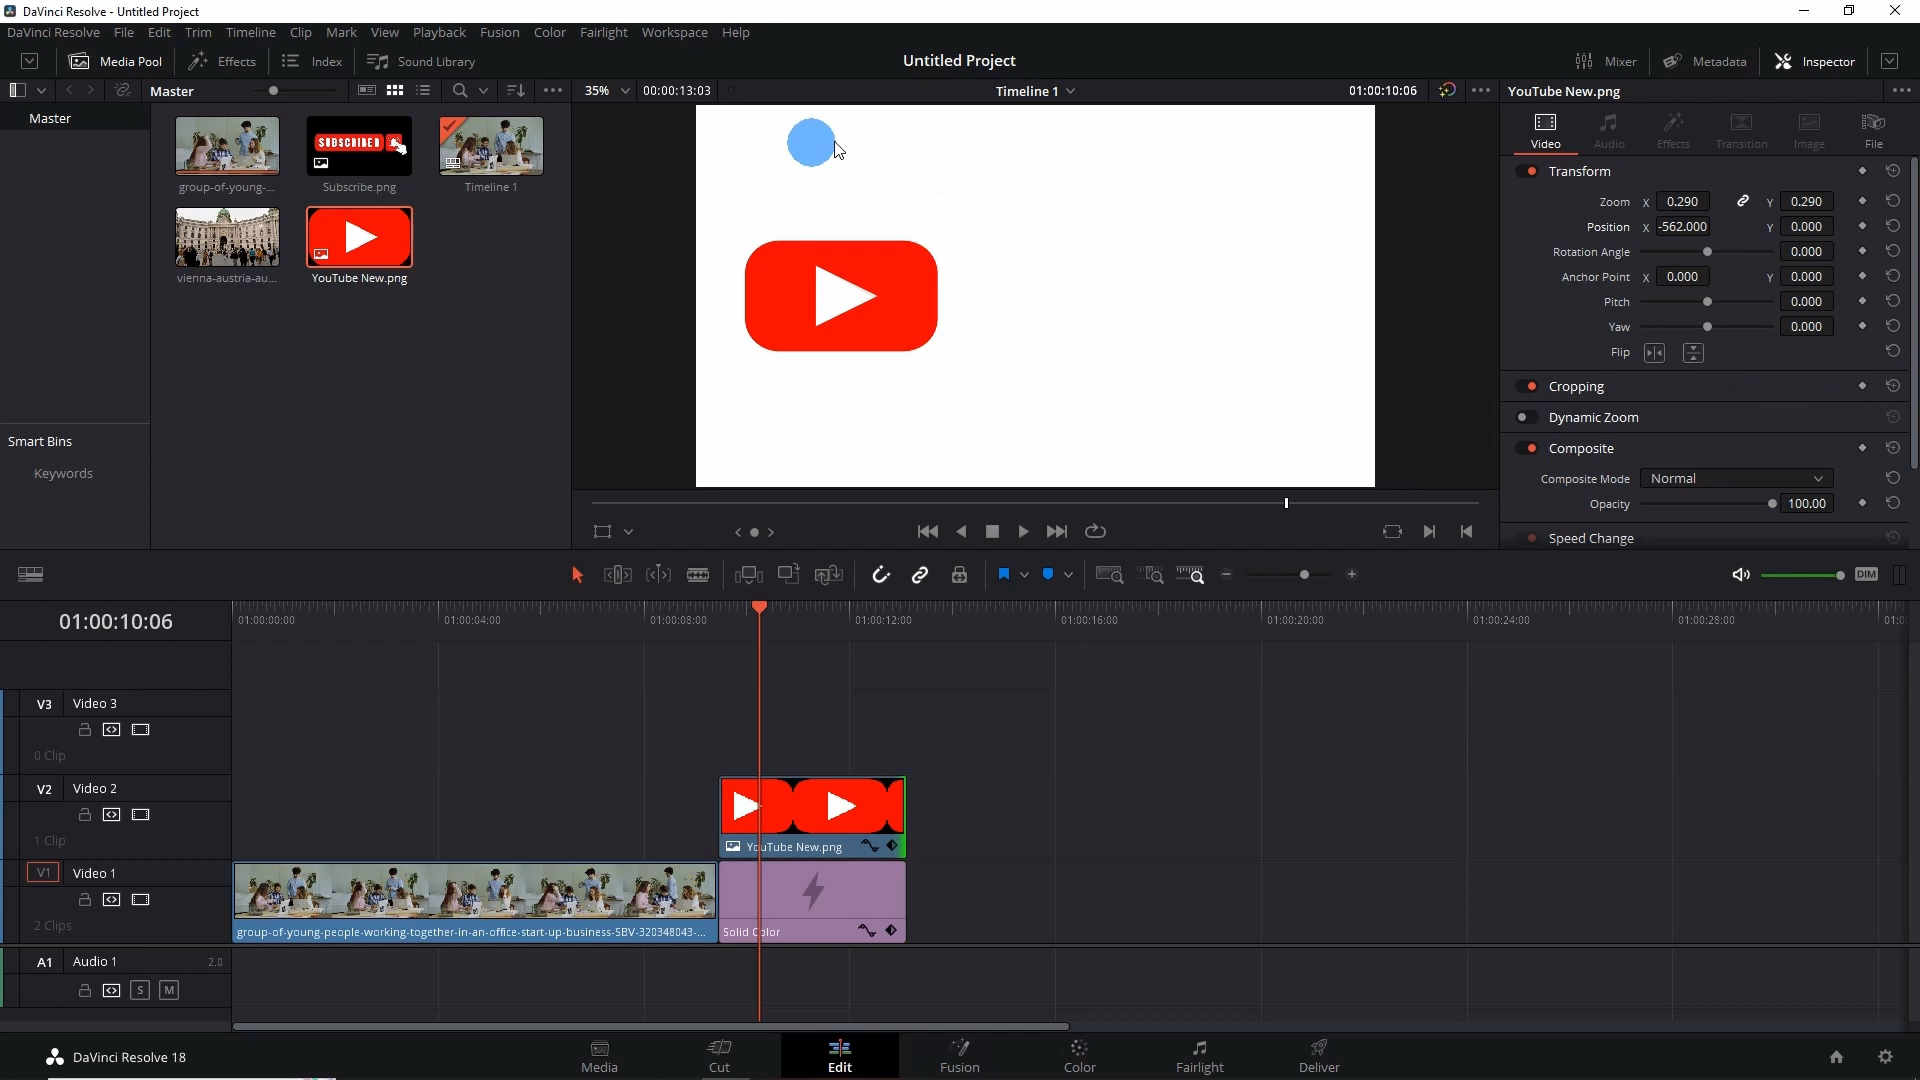 DaVinci Resolve - Untitled Project
DaVinci Resolve File Edit Trim Timeline Clip Mark View Playback Fusion Color Fairlight Workspace Help
Media Pool Effects Index Sound Library Untitled Project Mixer Metadata Inspector
Master 35% 00:00:13:03 Timeline 1 01:00:10:06 YouTube New.png
Master
SUBSCRIBED
Video Audio Effects Transition Image File
group-of-young-... Subscribe.png Timeline 1
Transform
Zoom X 0.290 Y 0.290
Position X -562.000 Y 0.000
Rotation Angle 0.000
vienna-austria-au... YouTube New.png
Anchor Point X 0.000 Y 0.000
Pitch 0.000
Yaw 0.000
Flip
Cropping
Dynamic Zoom
Smart Bins
Composite
Keywords
Composite Mode Normal
Opacity 100.00
Speed Change
DIM
01:00:10:06
01:00:00:00 01:00:04:00 01:00:08:00 01:00:12:00 01:00:16:00 01:00:20:00 01:00:24:00 01:00:28:00 01:0
V3 Video 3
0 Clip
V2 Video 2
1 Clip
YouTube New.png
V1 Video 1
2 Clips
group-of-young-people-working-together-in-an-office-start-up-business-SBV-320348043-... Solid Color
A1 Audio 1 2.0
S M
DaVinci Resolve 18
Media Cut Edit Fusion Color Fairlight Deliver